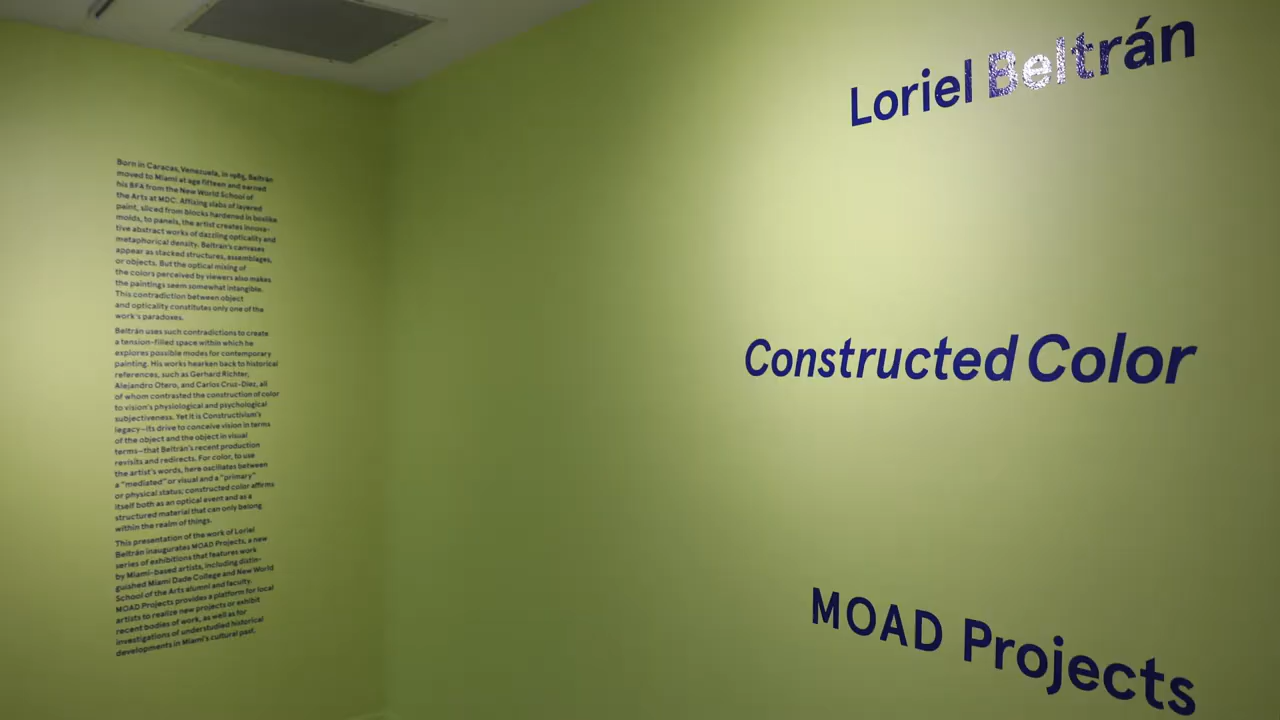 Loriel Beltrán
Constructed Color
MOAD Projects
Born in Caracas, Venezuela, in 1985, Beltrán
moved to Miami at age fifteen and earned
his BFA from the New World School of
the Arts at MDC. Affixing slabs of layered
paint, sliced from blocks hardened in boxlike
molds, to panels, the artist creates innova-
tive abstract works of dazzling opticality and
metaphorical density. Beltrán's canvases
appear as stacked structures, assemblages,
or objects. But the optical mixing of
the colors perceived by viewers also makes
the paintings seem somewhat intangible.
This contradiction between object
and opticality constitutes only one of the
work's paradoxes.
Beltrán uses such contradictions to create
a tension-filled space within which he
explores possible modes for contemporary
painting. His works hearken back to historical
references, such as Gerhard Richter,
Alejandro Otero, and Carlos Cruz-Diez, all
of whom contrasted the construction of color
to vision's physiological and psychological
subjectiveness. Yet it is Constructivism's
legacy—its drive to conceive vision in terms
of the object and the object in visual
terms—that Beltrán's recent production
revisits and redirects. For color, to use
the artist's words, here oscillates between
a "mediated" or visual and a "primary"
or physical status; constructed color affirms
itself both as an optical event and as a
structured material that can only belong
within the realm of things.
This presentation of the work of Loriel
Beltrán inaugurates MOAD Projects, a new
series of exhibitions that features work
by Miami-based artists, including distin-
guished Miami Dade College and New World
School of the Arts alumni and faculty.
MOAD Projects provides a platform for local
artists to realize new projects or exhibit
recent bodies of work, as well as for
investigations of understudied historical
developments in Miami's cultural past.